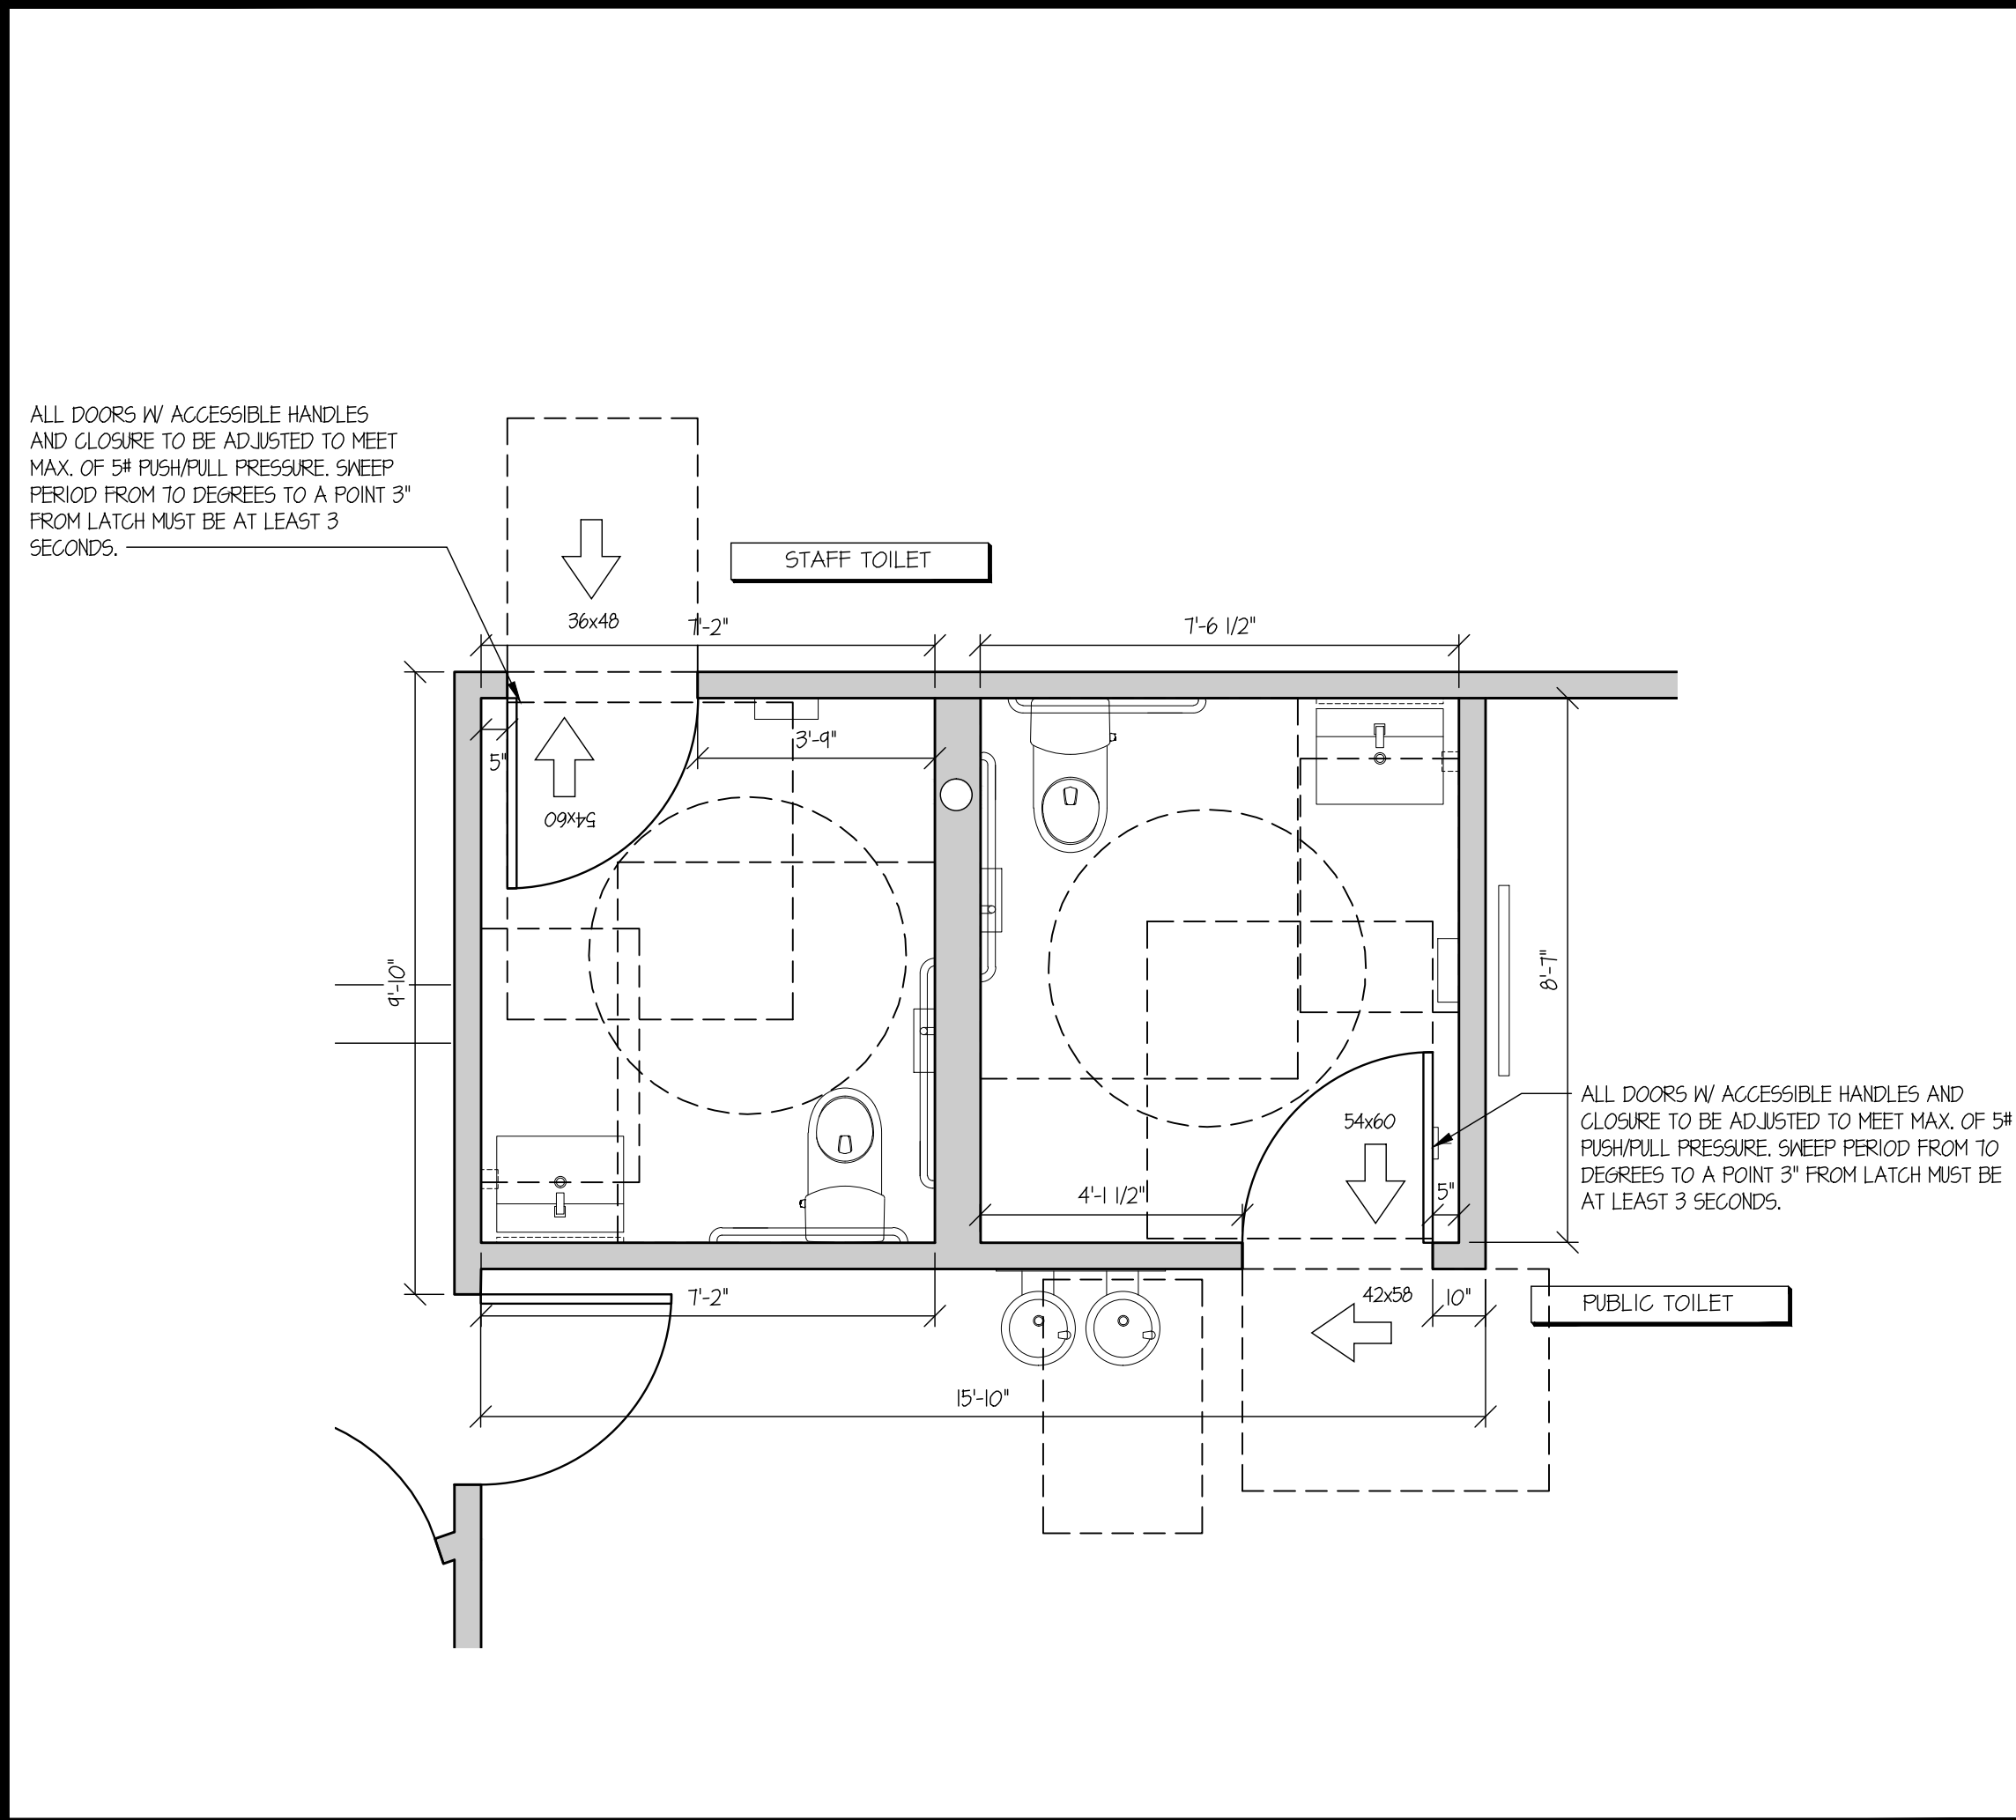 ALL DOORS W/ ACCESSIBLE HANDLES
AND CLOSURE TO BE ADJUSTED TO MEET
MAX. OF 5# PUSH/PULL PRESSURE. SWEEP
PERIOD FROM 70 DEGREES TO A POINT 3"
FROM LATCH MUST BE AT LEAST 3
SECONDS.
STAFF TOILET
36x48
7'-2"
7'-6 1/2"
3'-9"
5"
54x60
9'-10"
8'-7"
ALL DOORS W/ ACCESSIBLE HANDLES AND
CLOSURE TO BE ADJUSTED TO MEET MAX. OF 5#
PUSH/PULL PRESSURE. SWEEP PERIOD FROM 70
DEGREES TO A POINT 3" FROM LATCH MUST BE
AT LEAST 3 SECONDS.
54x60
4'-1 1/2"
5"
7'-2"
42x58
10"
PUBLIC TOILET
15'-10"